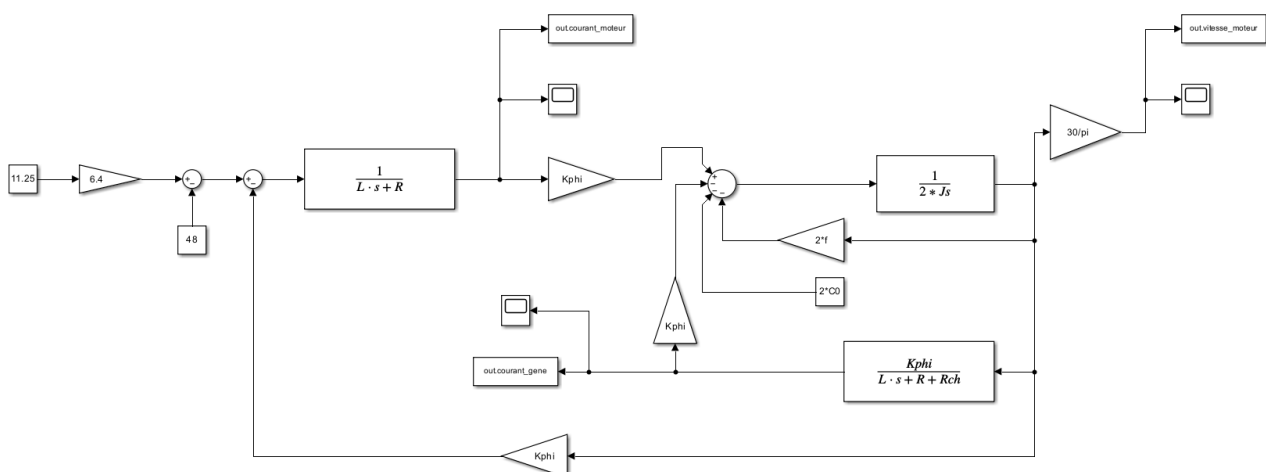 out.courant_moteur
out.vitesse_moteur
30/pi
11.25
6.4
+
-
+
-
1
L · s + R
Kphi
+
-
-
-
1
2 * Js
48
2*f
2*C0
Kphi
out.courant_gene
Kphi
L · s + R + Rch
Kphi